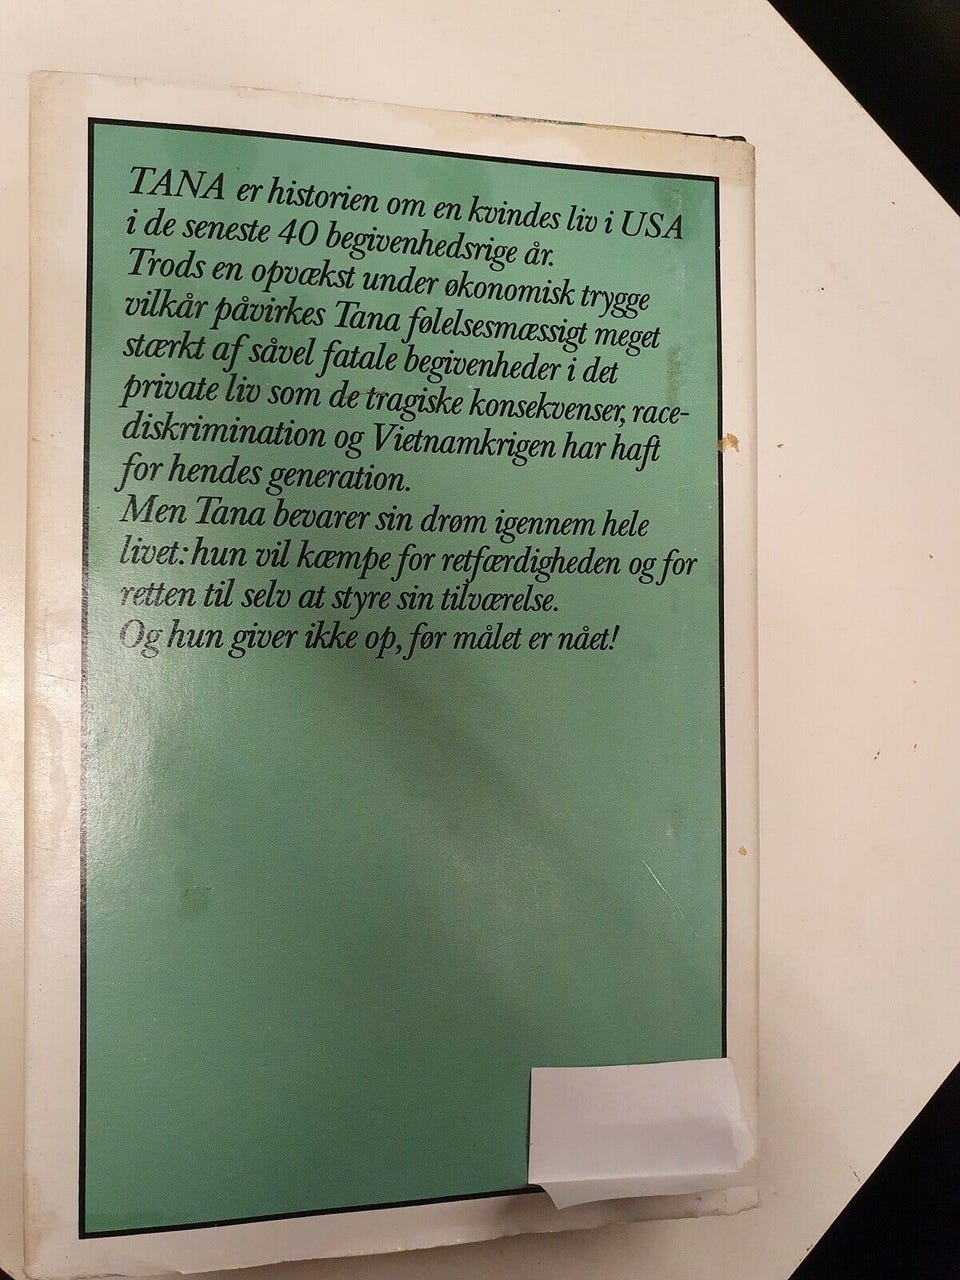 TANA er historien om en kvindes liv i USA
i de seneste 40 begivenhedsrige år.
Trods en opvækst under økonomisk trygge
vilkår påvirkes Tana følelsesmæssigt meget
stærkt af såvel fatale begivenheder i det
private liv som de tragiske konsekvenser, race-
diskrimination og Vietnamkrigen har haft
for hendes generation.
Men Tana bevarer sin drøm igennem hele
livet: hun vil kæmpe for retfærdigheden og for
retten til selv at styre sin tilværelse.
Og hun giver ikke op, før målet er nået!